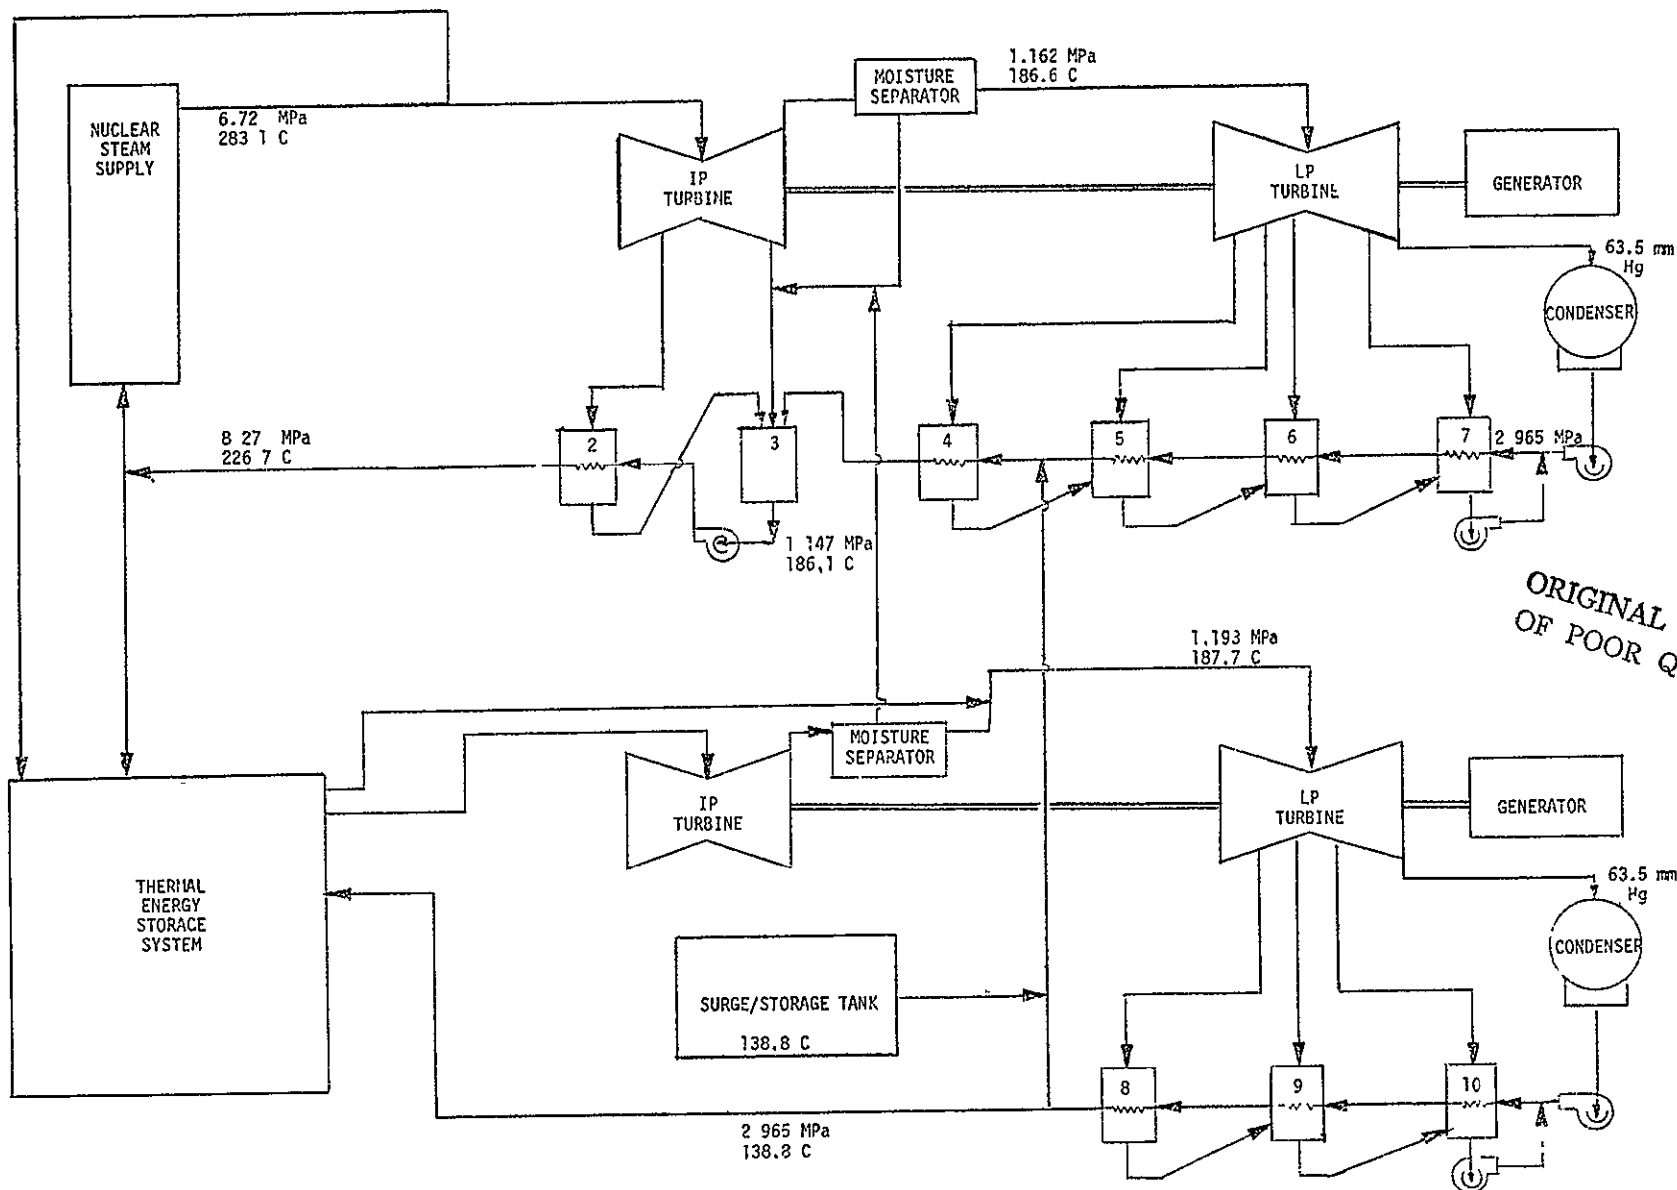 1.162 MPa
186.6 C
MOISTURE
SEPARATOR
6.72 MPa
283 1 C
NUCLEAR
STEAM
SUPPLY
IP
TURBINE
LP
TURBINE
GENERATOR
63.5 mm
Hg
CONDENSER
8 27 MPa
226 7 C
2
3
4
5
6
7
2 965 MPa
1 147 MPa
186.1 C
ORIGINAL
OF POOR Q
1.193 MPa
187.7 C
MOISTURE
SEPARATOR
IP
TURBINE
LP
TURBINE
GENERATOR
63.5 mm
Hg
CONDENSER
THERMAL
ENERGY
STORAGE
SYSTEM
SURGE/STORAGE TANK
138.8 C
8
9
10
2 965 MPa
138.8 C